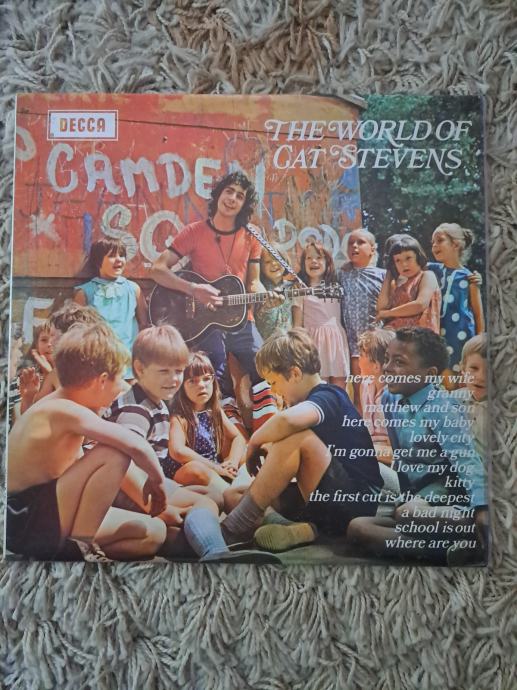 DECCA
THE WORLD OF
CAT STEVENS
CAMDEN
here comes my wife
granny
matthew and son
here comes my baby
lovely city
I'm gonna get me a gun
I love my dog
kitty
the first cut is the deepest
a bad night
school is out
where are you